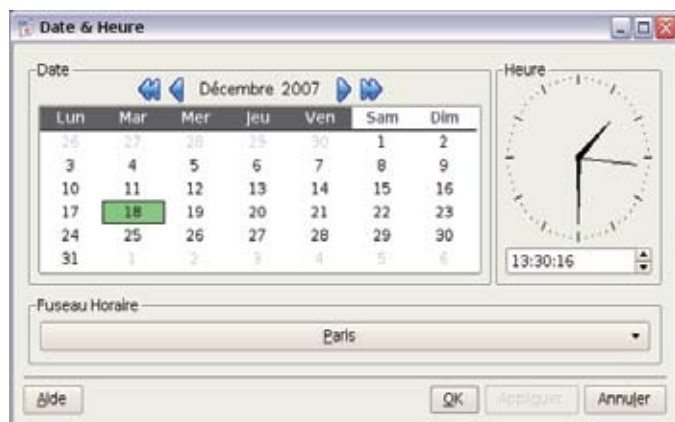 Date & Heure
Date
Heure
Décembre 2007
Lun Mar Mer Jeu Ven Sam Dim
26 27 28 29 30 1 2
3 4 5 6 7 8 9
10 11 12 13 14 15 16
17 18 19 20 21 22 23
24 25 26 27 28 29 30
31 1 2 3 4 5 6
13:30:16
Fuseau Horaire
Paris
Aide
OK
Appliquer
Annuler